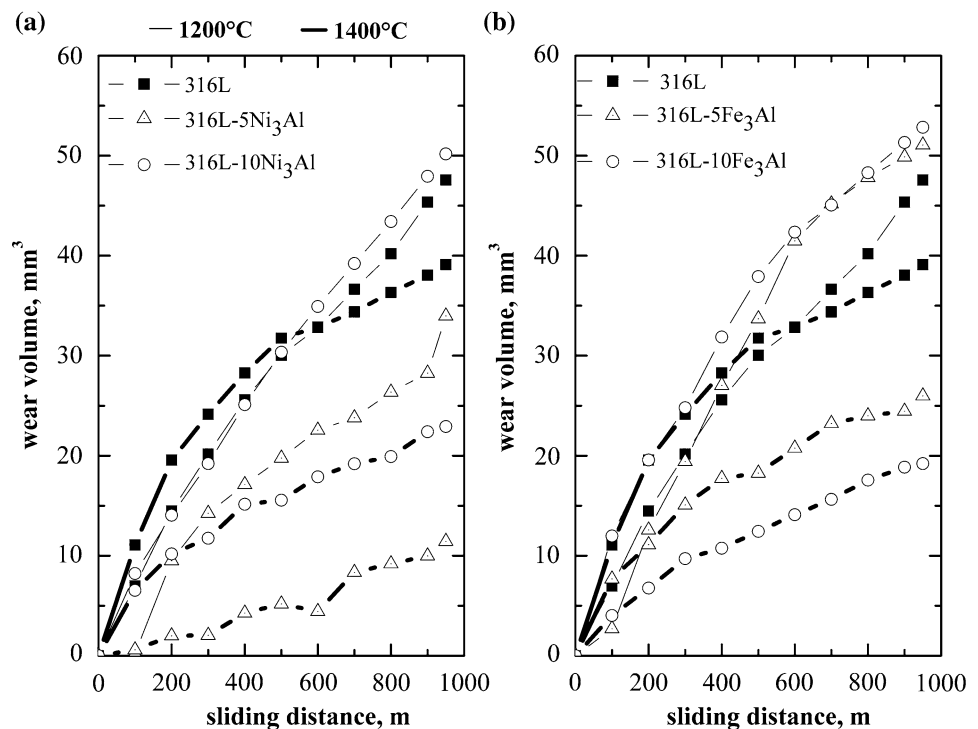 (a)
1200°C 1400°C
(b)
60
50
40
30
20
10
0
wear volume, mm³
316L
316L-5Ni₃Al
316L-10Ni₃Al
0 200 400 600 800 1000
sliding distance, m
60
50
40
30
20
10
0
wear volume, mm³
316L
316L-5Fe₃Al
316L-10Fe₃Al
0 200 400 600 800 1000
sliding distance, m